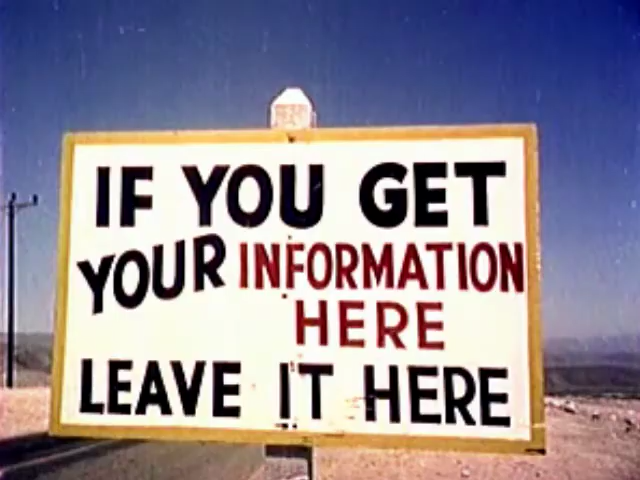 IF YOU GET
YOUR INFORMATION
HERE
LEAVE IT HERE